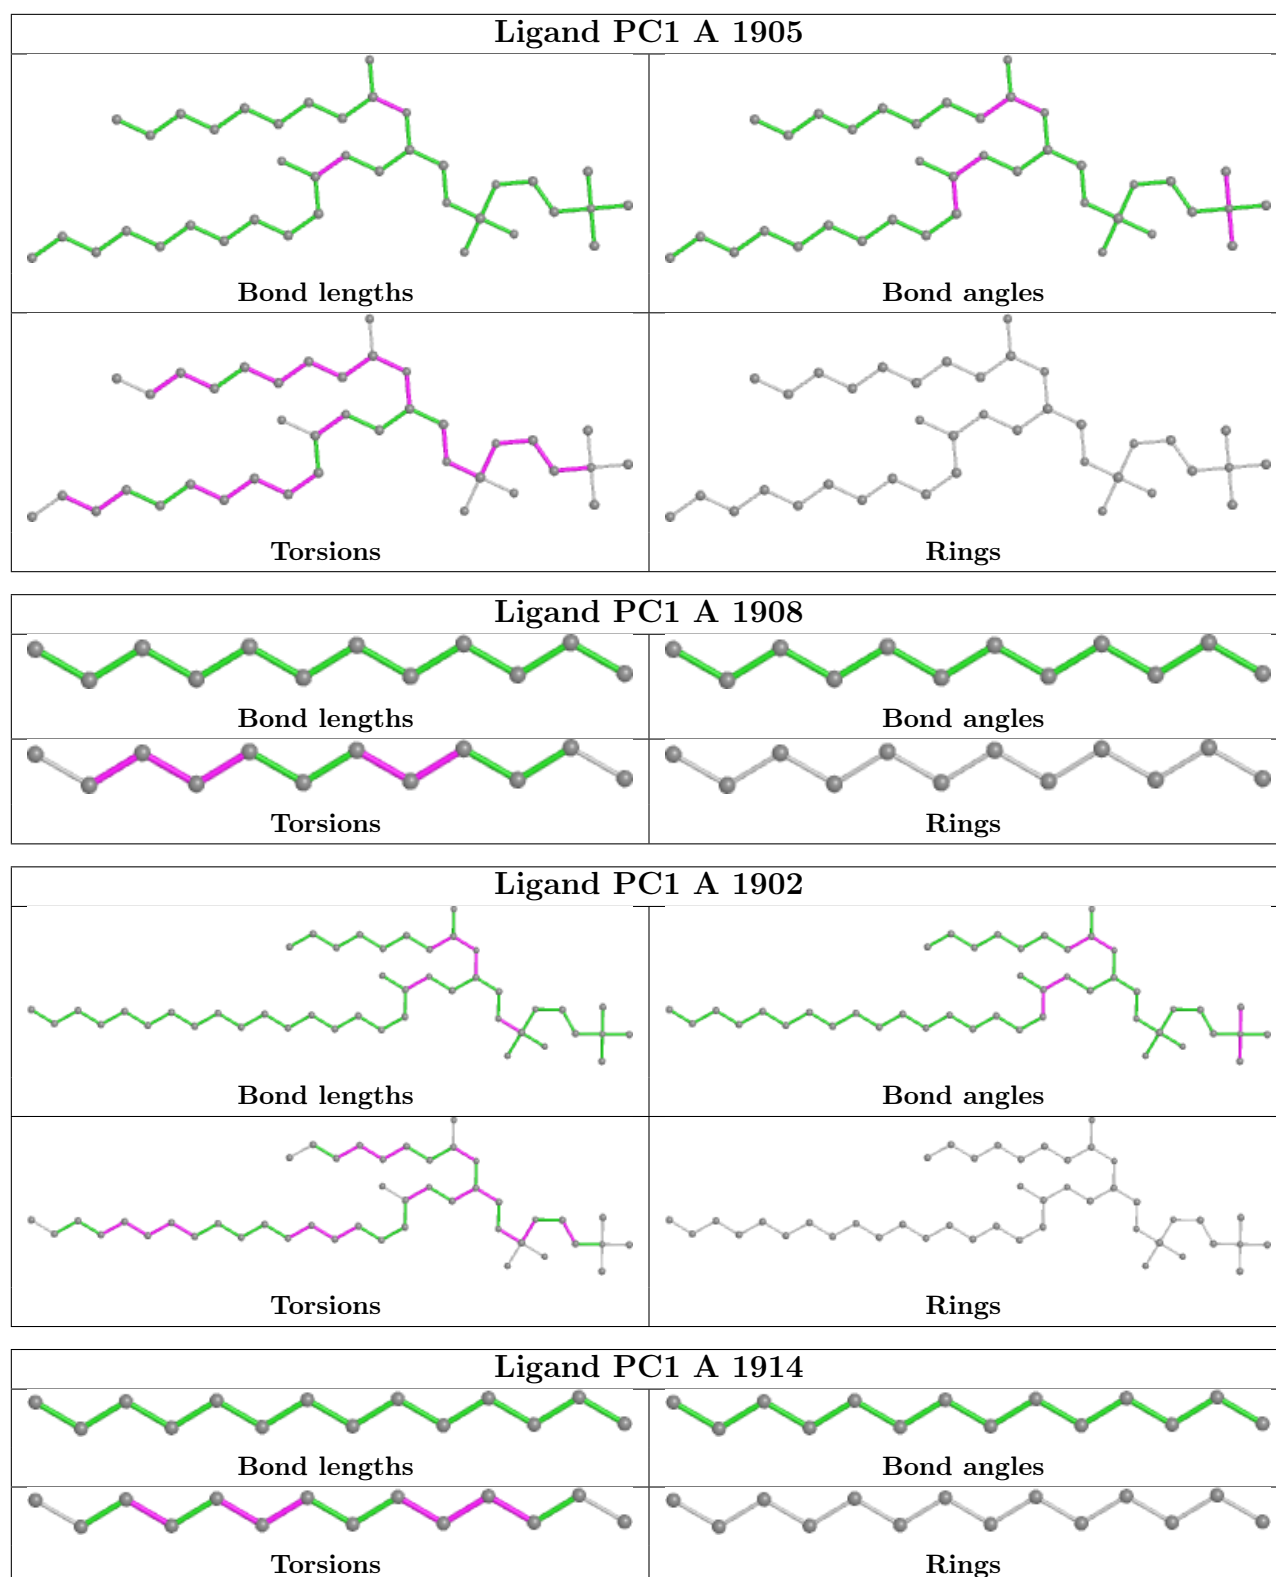 Ligand PC1 A 1905
Bond lengths
Bond angles
Torsions
Rings
Ligand PC1 A 1908
Bond lengths
Bond angles
Torsions
Rings
Ligand PC1 A 1902
Bond lengths
Bond angles
Torsions
Rings
Ligand PC1 A 1914
Bond lengths
Bond angles
Torsions
Rings